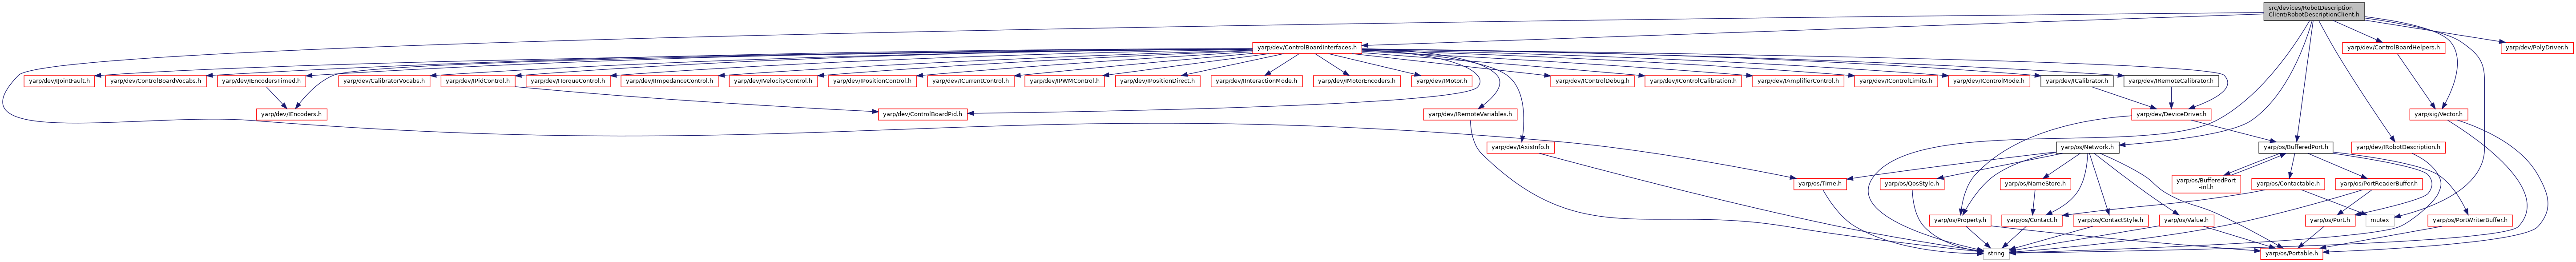 src/devices/RobotDescription
Client/RobotDescriptionClient.h
yarp/dev/ControlBoardInterfaces.h
yarp/dev/ControlBoardHelpers.h
yarp/dev/PolyDriver.h
yarp/dev/IJointFault.h
yarp/dev/ControlBoardVocabs.h
yarp/dev/IEncodersTimed.h
yarp/dev/CalibratorVocabs.h
yarp/dev/IPidControl.h
yarp/dev/ITorqueControl.h
yarp/dev/IImpedanceControl.h
yarp/dev/IVelocityControl.h
yarp/dev/IPositionControl.h
yarp/dev/ICurrentControl.h
yarp/dev/IPWMControl.h
yarp/dev/IPositionDirect.h
yarp/dev/IInteractionMode.h
yarp/dev/IMotorEncoders.h
yarp/dev/IMotor.h
yarp/dev/IControlDebug.h
yarp/dev/IControlCalibration.h
yarp/dev/IAmplifierControl.h
yarp/dev/IControlLimits.h
yarp/dev/IControlMode.h
yarp/dev/ICalibrator.h
yarp/dev/IRemoteCalibrator.h
yarp/dev/IEncoders.h
yarp/dev/ControlBoardPid.h
yarp/dev/IRemoteVariables.h
yarp/dev/DeviceDriver.h
yarp/sig/Vector.h
yarp/dev/IAxisInfo.h
yarp/os/Network.h
yarp/os/BufferedPort.h
yarp/dev/IRobotDescription.h
yarp/os/Time.h
yarp/os/QosStyle.h
yarp/os/NameStore.h
yarp/os/BufferedPort
-inl.h
yarp/os/Contactable.h
yarp/os/PortReaderBuffer.h
yarp/os/Property.h
yarp/os/Contact.h
yarp/os/ContactStyle.h
yarp/os/Value.h
yarp/os/Port.h
mutex
yarp/os/PortWriterBuffer.h
string
yarp/os/Portable.h